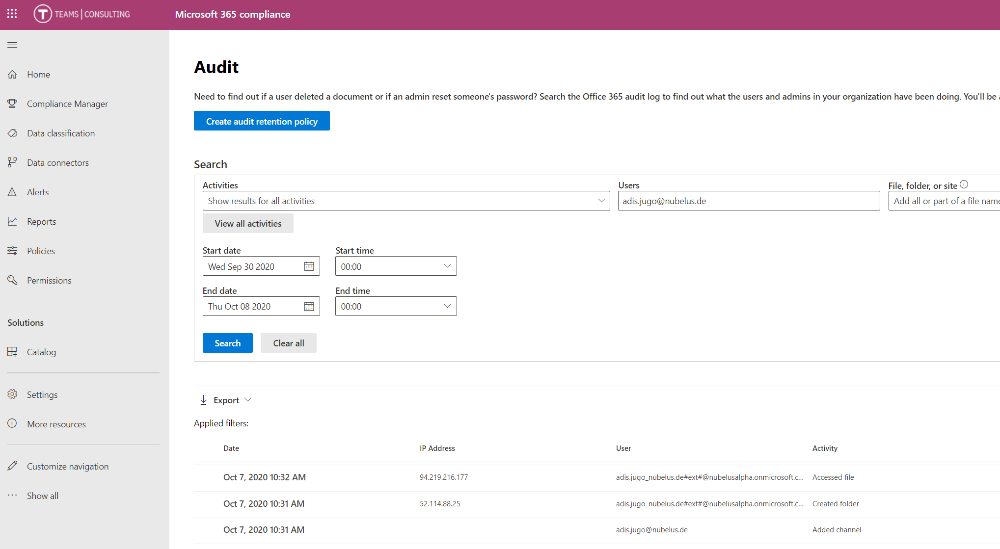 TEAMS | CONSULTING
Microsoft 365 compliance
Home
Compliance Manager
Data classification
Data connectors
Alerts
Reports
Policies
Permissions
Solutions
Catalog
Settings
More resources
Customize navigation
Show all
Audit
Need to find out if a user deleted a document or if an admin reset someone's password? Search the Office 365 audit log to find out what the users and admins in your organization have been doing. You'll be a
Create audit retention policy
Search
Activities Users File, folder, or site
Show results for all activities adis.jugo@nubelus.de Add all or part of a file name
View all activities
Start date Start time
Wed Sep 30 2020 00:00
End date End time
Thu Oct 08 2020 00:00
Search Clear all
Export
Applied filters:
Date IP Address User Activity
Oct 7, 2020 10:32 AM 94.219.216.177 adis.jugo_nubelus.de#ext#@nubelusalpha.onmicrosoft.c... Accessed file
Oct 7, 2020 10:31 AM 52.114.88.25 adis.jugo_nubelus.de#ext#@nubelusalpha.onmicrosoft.c... Created folder
Oct 7, 2020 10:31 AM adis.jugo@nubelus.de Added channel